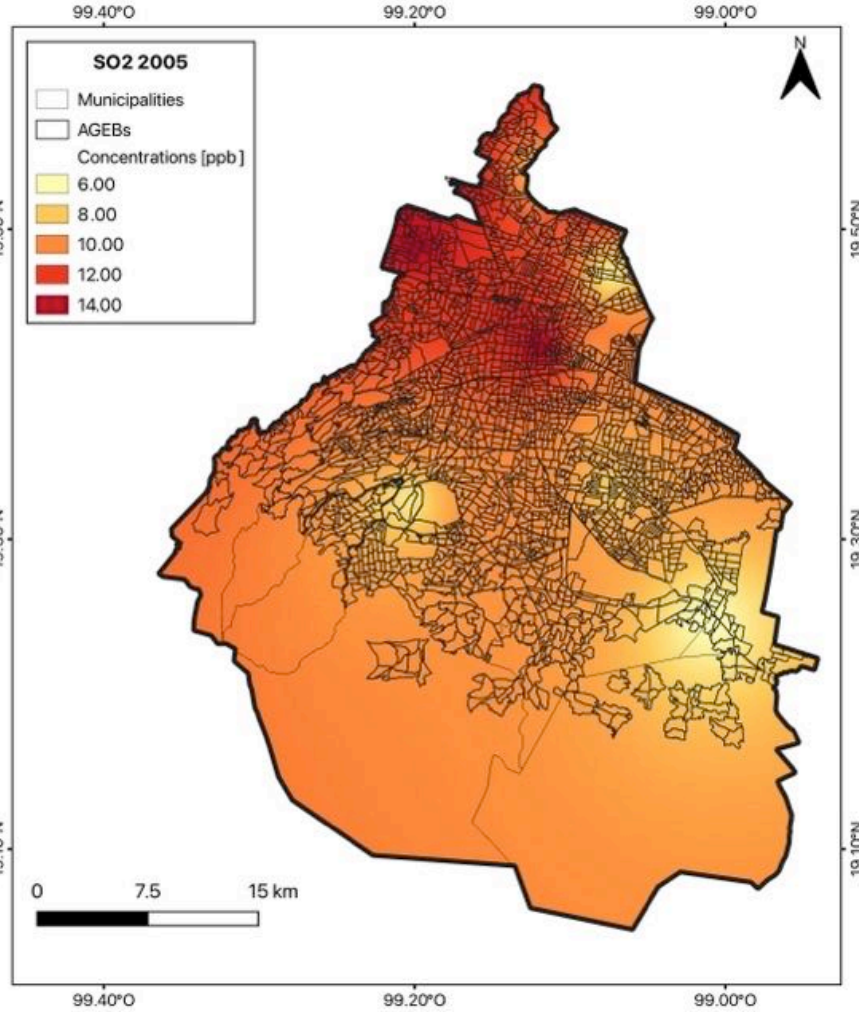 99.40°O 99.20°O 99.00°O
N
SO2 2005
Municipalities
AGEBs
Concentrations [ppb]
6.00
8.00
10.00
12.00
14.00
19.50°N
19.30°N
19.10°N
0 7.5 15 km
99.40°O 99.20°O 99.00°O